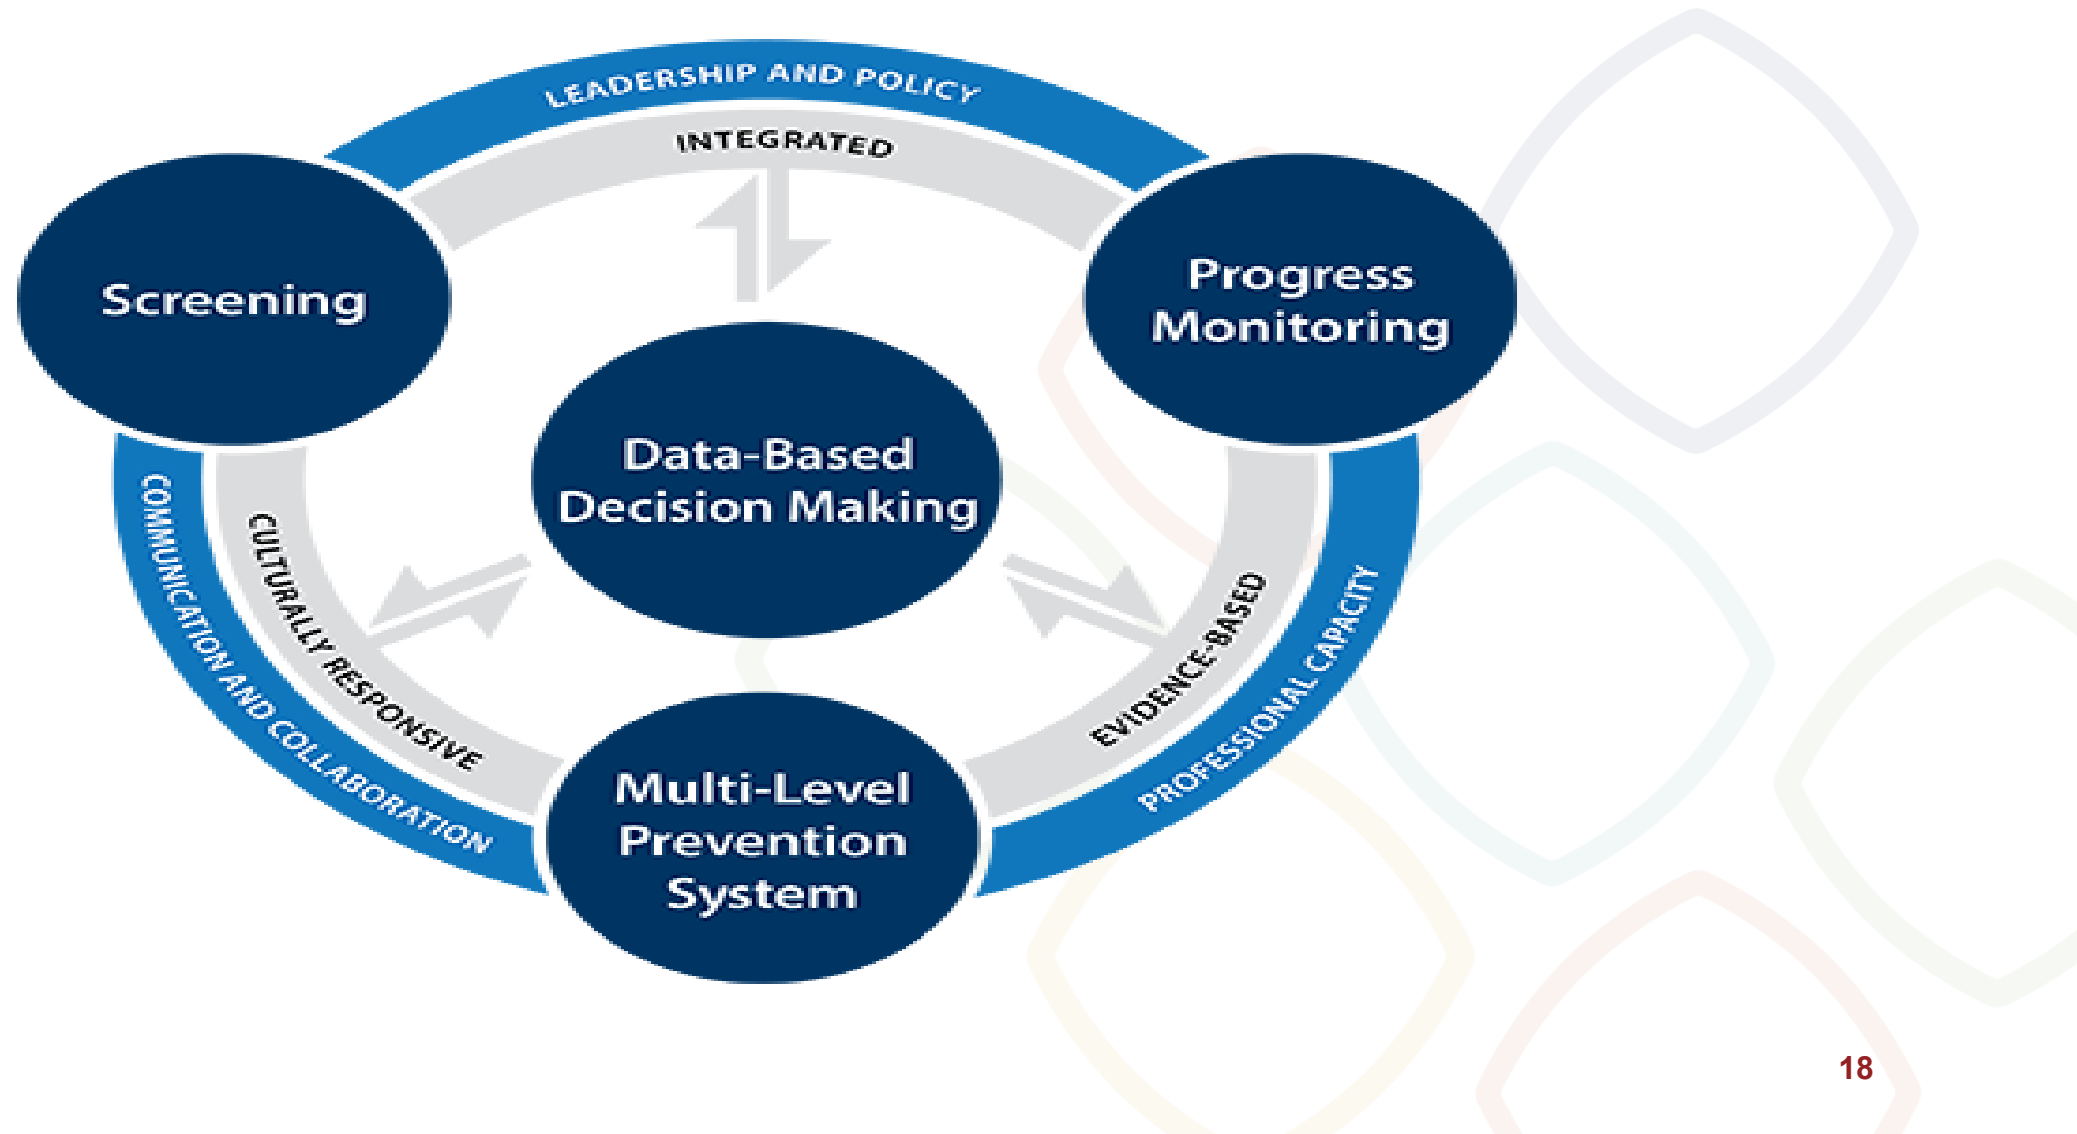 LEADERSHIP AND POLICY
INTEGRATED
Screening
Progress
Monitoring
Data-Based
Decision Making
COMMUNICATION AND COLLABORATION
CULTURALLY RESPONSIVE
EVIDENCE-BASED
PROFESSIONAL CAPACITY
Multi-Level
Prevention
System
18